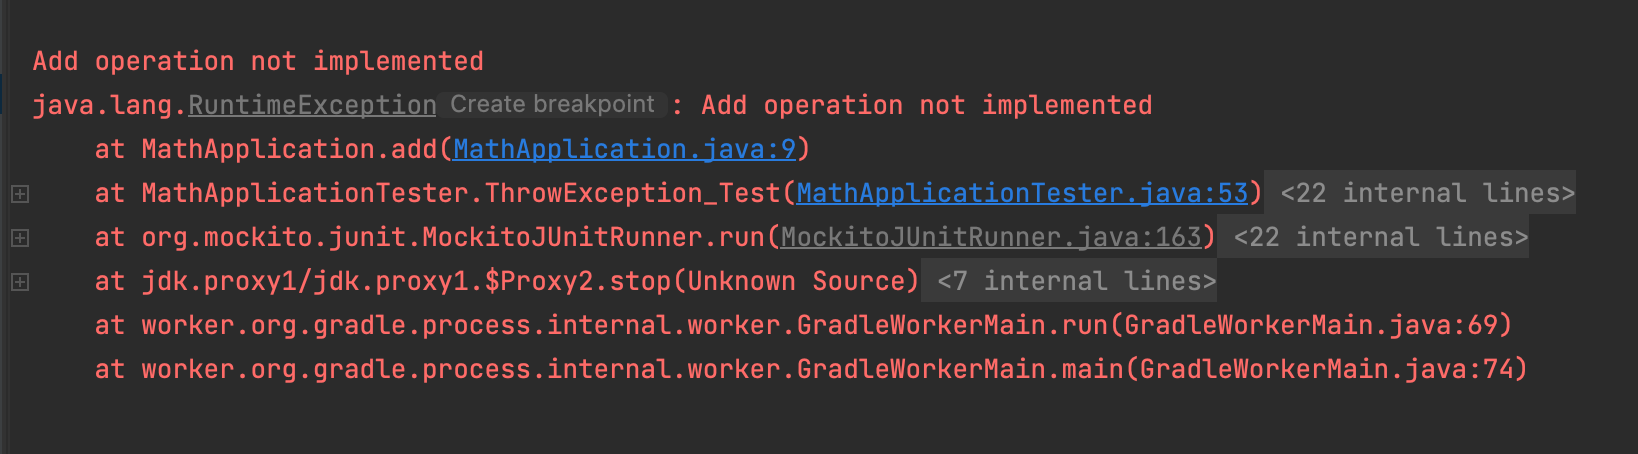 Add operation not implemented
java.lang.RuntimeException Create breakpoint : Add operation not implemented
at MathApplication.add(MathApplication.java:9)
at MathApplicationTester.ThrowException_Test(MathApplicationTester.java:53) <22 internal lines>
at org.mockito.junit.MockitoJUnitRunner.run(MockitoJUnitRunner.java:163) <22 internal lines>
at jdk.proxy1/jdk.proxy1.$Proxy2.stop(Unknown Source) <7 internal lines>
at worker.org.gradle.process.internal.worker.GradleWorkerMain.run(GradleWorkerMain.java:69)
at worker.org.gradle.process.internal.worker.GradleWorkerMain.main(GradleWorkerMain.java:74)